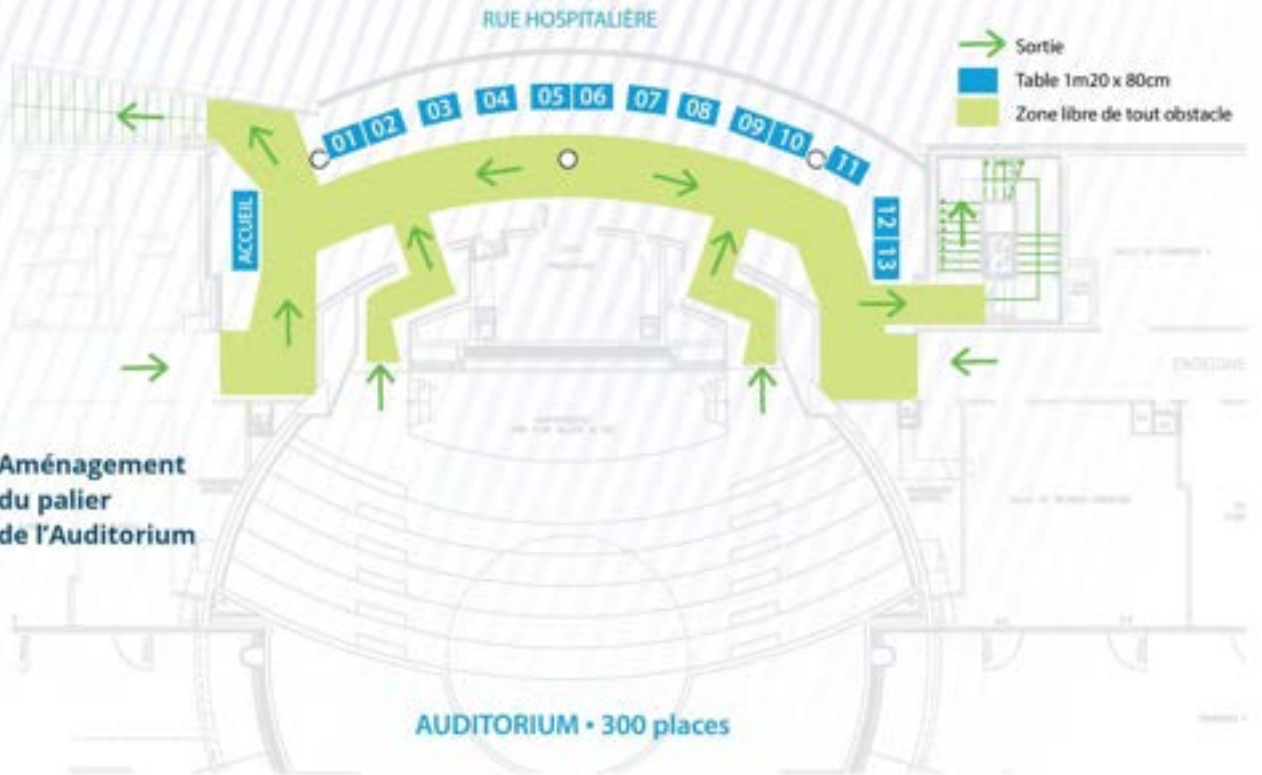 RUE HOSPITALIÈRE
Sortie
Table 1m20 x 80cm
Zone libre de tout obstacle
01 02 03 04 05 06 07 08 09 10 11
12 13
ACCUEIL
Aménagement
du palier
de l'Auditorium
AUDITORIUM • 300 places